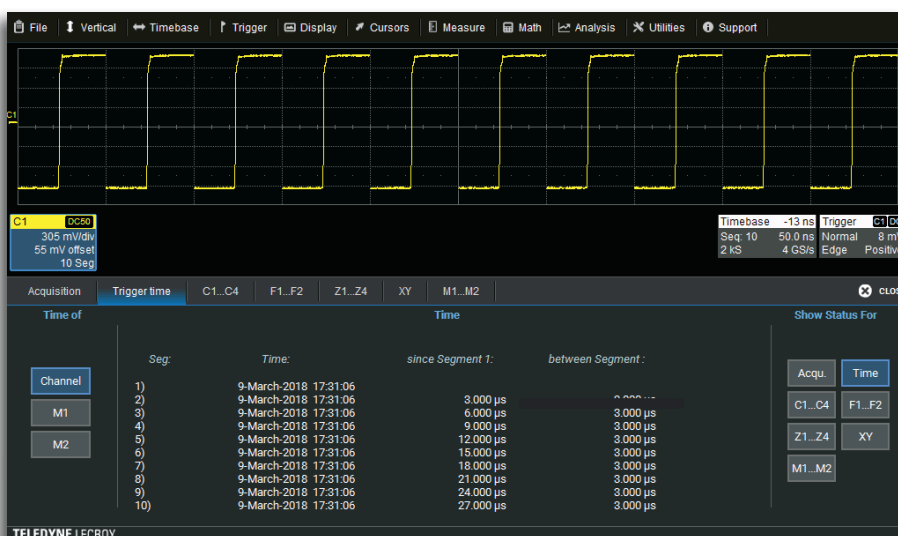 File Vertical Timebase Trigger Display Cursors Measure Math Analysis Utilities Support
C1
C1 DC50
305 mV/div
55 mV offset
10 Seg
Timebase -13 ns
Seq: 10 50.0 ns
2 kS 4 GS/s
Trigger C1
Normal 8
Edge
Acquisition Trigger time C1...C4 F1...F2 Z1...Z4 XY M1...M2
Time of Time Show Status For
Channel
M1
M2
Seg: Time: since Segment 1: between Segment :
1) 9-March-2018 17:31:06
2) 9-March-2018 17:31:06 3.000 µs
3) 9-March-2018 17:31:06 6.000 µs 3.000 µs
4) 9-March-2018 17:31:06 9.000 µs 3.000 µs
5) 9-March-2018 17:31:06 12.000 µs 3.000 µs
6) 9-March-2018 17:31:06 15.000 µs 3.000 µs
7) 9-March-2018 17:31:06 18.000 µs 3.000 µs
8) 9-March-2018 17:31:06 21.000 µs 3.000 µs
9) 9-March-2018 17:31:06 24.000 µs 3.000 µs
10) 9-March-2018 17:31:06 27.000 µs 3.000 µs
Acqu. Time
C1...C4 F1...F2
Z1...Z4 XY
M1...M2
TELEDYNE LECROY